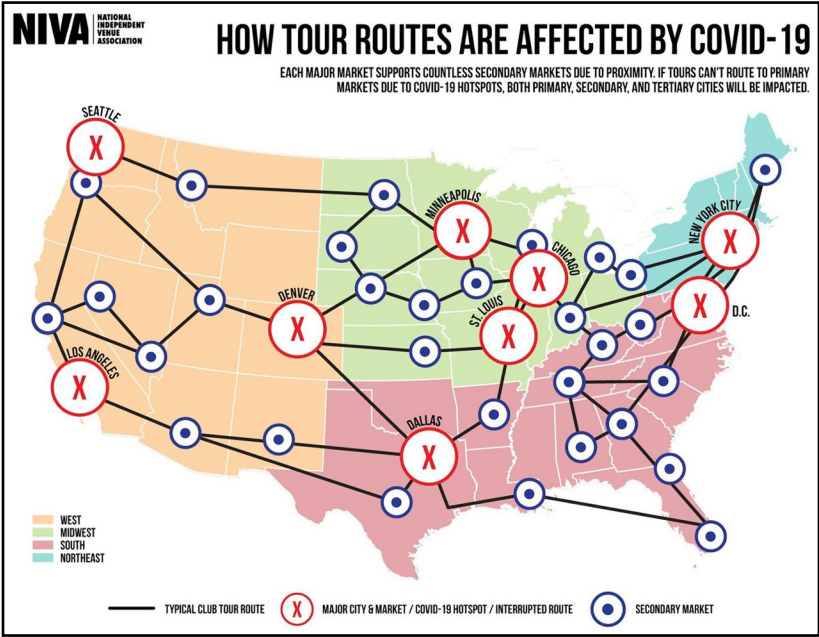 NIVA
NATIONAL
INDEPENDENT
VENUE
ASSOCIATION
HOW TOUR ROUTES ARE AFFECTED BY COVID-19
EACH MAJOR MARKET SUPPORTS COUNTLESS SECONDARY MARKETS DUE TO PROXIMITY. IF TOURS CAN'T ROUTE TO PRIMARY
MARKETS DUE TO COVID-19 HOTSPOTS, BOTH PRIMARY, SECONDARY, AND TERTIARY CITIES WILL BE IMPACTED.
SEATTLE
X
MINNEAPOLIS
X
NEW YORK CITY
X
CHICAGO
X
DENVER
X
ST. LOUIS
X
D.C.
X
LOS ANGELES
X
DALLAS
X
WEST
MIDWEST
SOUTH
NORTHEAST
TYPICAL CLUB TOUR ROUTE
X
MAJOR CITY & MARKET / COVID-19 HOTSPOT / INTERRUPTED ROUTE
SECONDARY MARKET